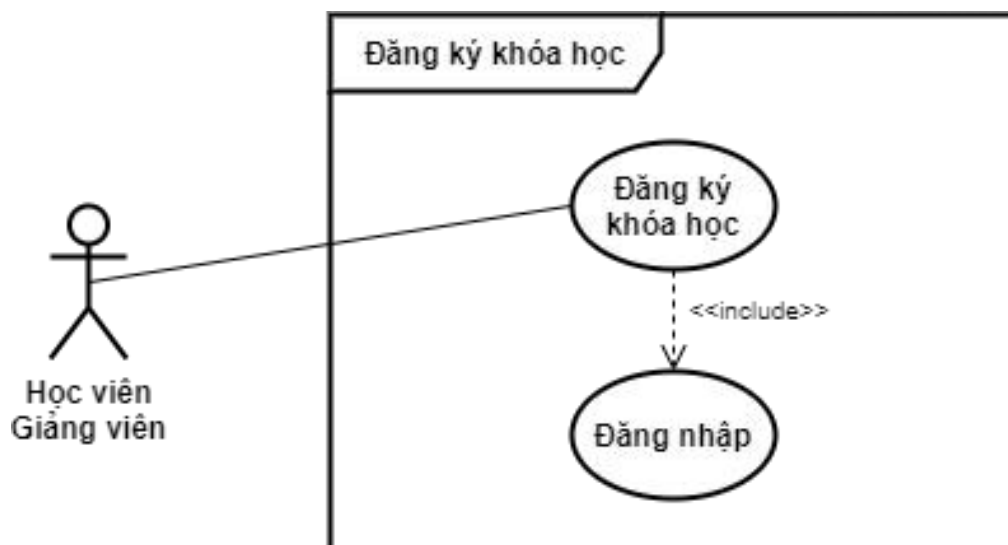 Đăng ký khóa học
Đăng ký
khóa học
<<include>>
Học viên
Giảng viên
Đăng nhập